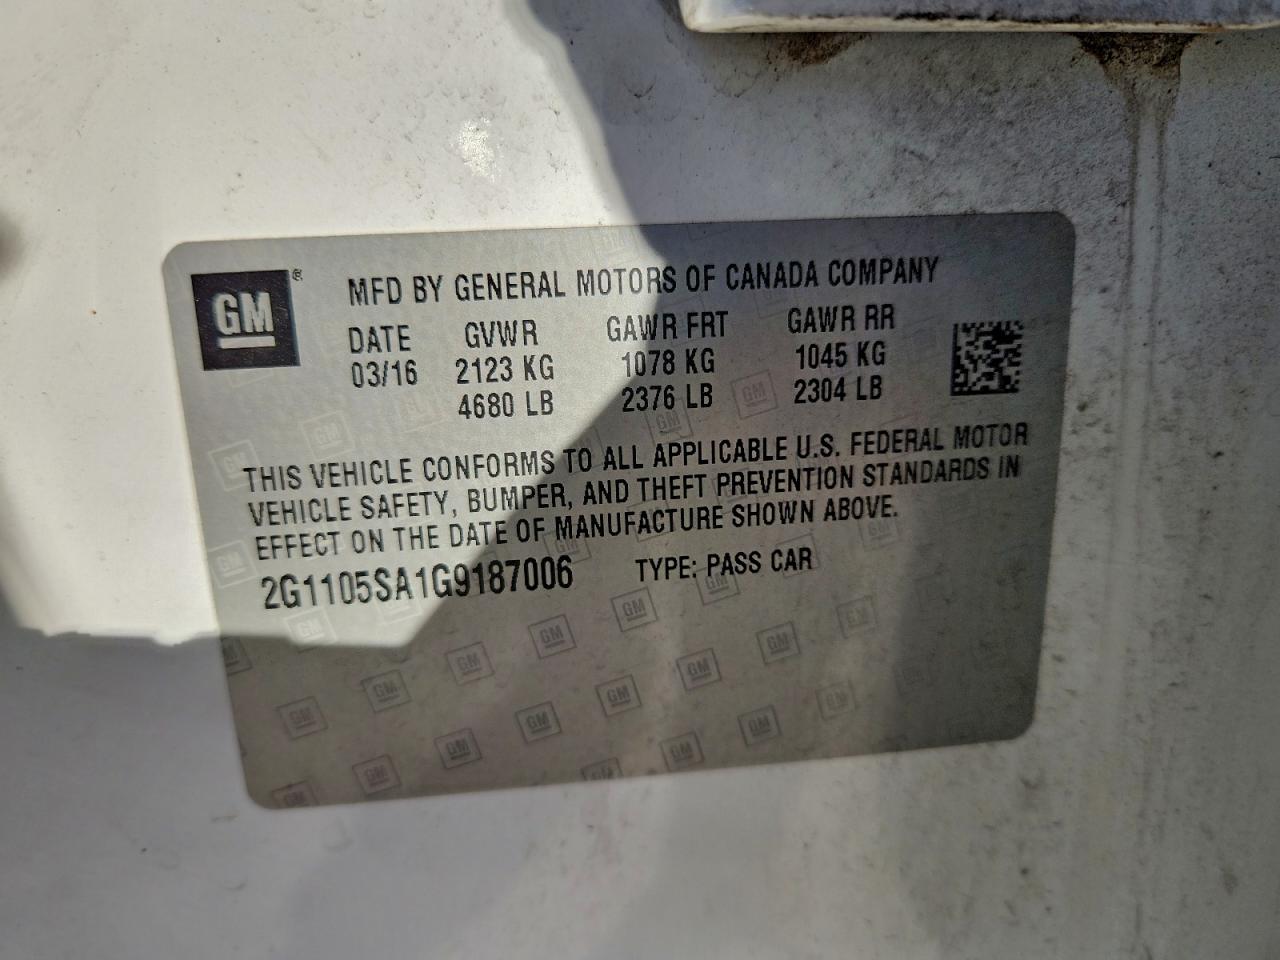 GM®
MFD BY GENERAL MOTORS OF CANADA COMPANY
DATE GVWR GAWR FRT GAWR RR
03/16 2123 KG 1078 KG 1045 KG
4680 LB 2376 LB 2304 LB
THIS VEHICLE CONFORMS TO ALL APPLICABLE U.S. FEDERAL MOTOR
VEHICLE SAFETY, BUMPER, AND THEFT PREVENTION STANDARDS IN
EFFECT ON THE DATE OF MANUFACTURE SHOWN ABOVE.
2G1105SA1G9187006 TYPE: PASS CAR